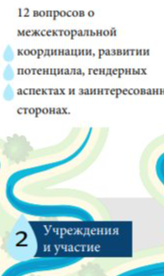 12 вопросов о
межсекторальной
координации, развитии
потенциала, гендерных
аспектах и заинтересованн
сторонах.
2
Учреждения
и участие